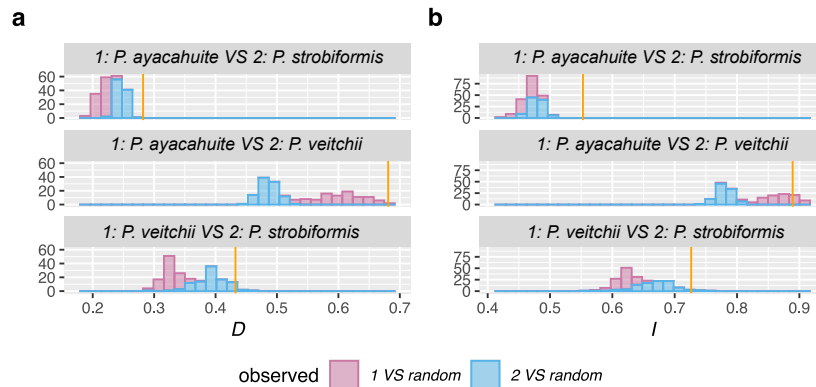 a
1: P. ayacahuite VS 2: P. strobiformis
60
40
20
0
1: P. ayacahuite VS 2: P. veitchii
60
40
20
0
1: P. veitchii VS 2: P. strobiformis
60
40
20
0
0.2 0.3 0.4 0.5 0.6 0.7
D
b
1: P. ayacahuite VS 2: P. strobiformis
75
50
25
0
1: P. ayacahuite VS 2: P. veitchii
75
50
25
0
1: P. veitchii VS 2: P. strobiformis
75
50
25
0
0.4 0.5 0.6 0.7 0.8 0.9
I
observed 1 VS random 2 VS random